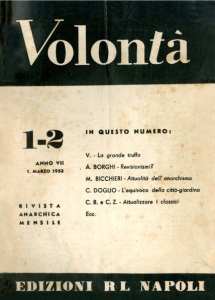 Volontà
1-2
ANNO VII
1. MARZO 1953
IN QUESTO NUMERO:
V. - La grande truffa
A. BORGHI - Revisionismi?
M. BICCHIERI - Attualità dell'anarchismo
C. DOGLIO - L'equivoco della città-giardino
C. B. e C. Z. - Attualizzare i classici
Ecc.
RIVISTA
ANARCHICA
MENSILE
EDIZIONI RL NAPOLI